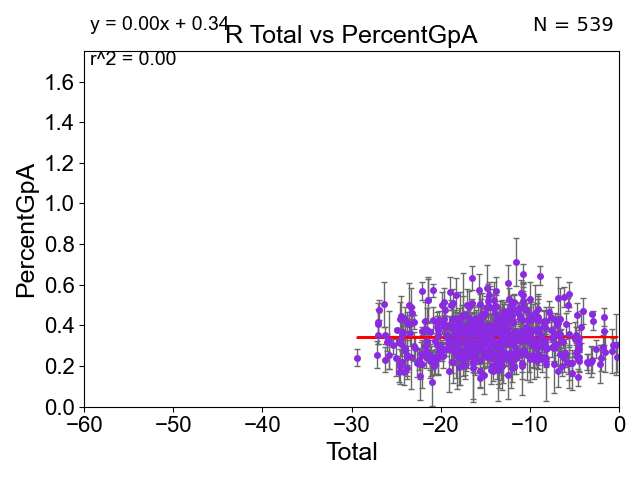 y = 0.00x + 0.34
R Total vs PercentGpA
N = 539
r^2 = 0.00
PercentGpA
1.6
1.4
1.2
1.0
0.8
0.6
0.4
0.2
0.0
−60
−50
−40
−30
−20
−10
0
Total